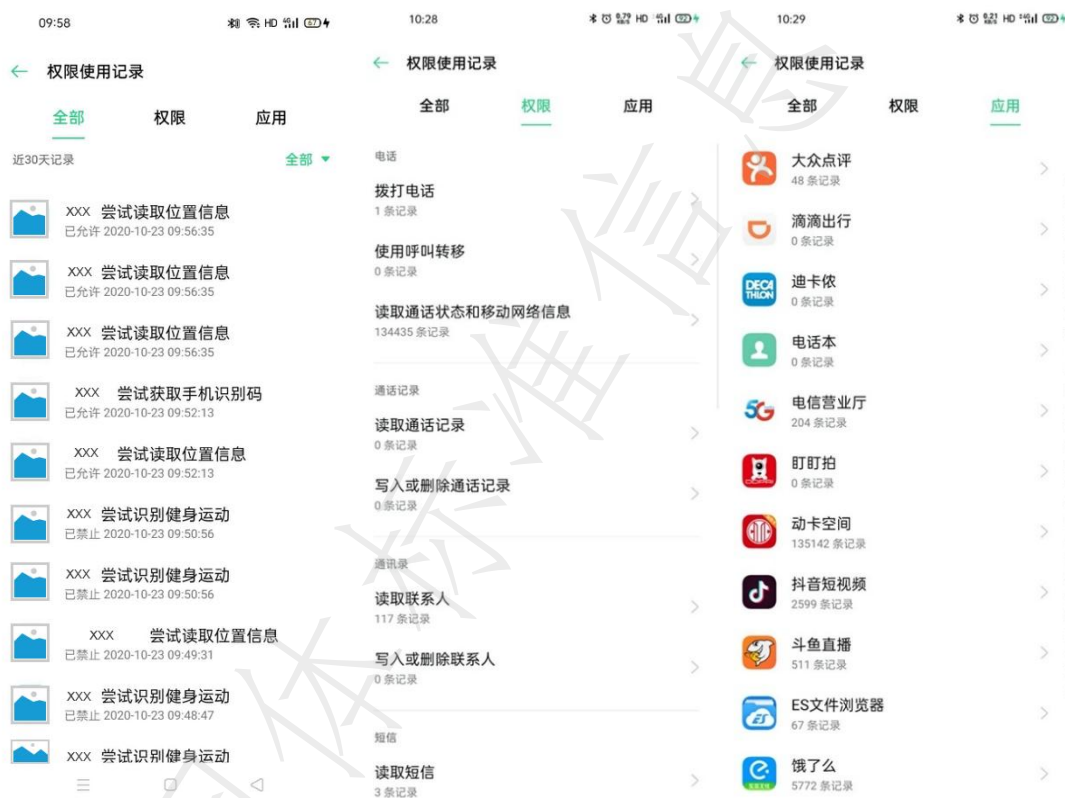 09:58
HD 67
权限使用记录
全部 权限 应用
近30天记录 全部
XXX 尝试读取位置信息
已允许 2020-10-23 09:56:35
XXX 尝试读取位置信息
已允许 2020-10-23 09:56:35
XXX 尝试读取位置信息
已允许 2020-10-23 09:56:35
XXX 尝试获取手机识别码
已允许 2020-10-23 09:52:13
XXX 尝试读取位置信息
已允许 2020-10-23 09:52:13
XXX 尝试识别健身运动
已禁止 2020-10-23 09:50:56
XXX 尝试识别健身运动
已禁止 2020-10-23 09:50:56
XXX 尝试读取位置信息
已禁止 2020-10-23 09:49:31
XXX 尝试识别健身运动
已禁止 2020-10-23 09:48:47
XXX 尝试识别健身运动
10:28
0.79 KB/S HD 92
权限使用记录
全部 权限 应用
电话
拨打电话
1 条记录
使用呼叫转移
0 条记录
读取通话状态和移动网络信息
134435 条记录
通话记录
读取通话记录
0 条记录
写入或删除通话记录
0 条记录
通讯录
读取联系人
117 条记录
写入或删除联系人
0 条记录
短信
读取短信
3 条记录
10:29
0.21 KB/S HD 92
权限使用记录
全部 权限 应用
大众点评
48 条记录
滴滴出行
0 条记录
DECATHLON
迪卡侬
0 条记录
电话本
0 条记录
5G
电信营业厅
204 条记录
盯盯拍
0 条记录
动卡空间
135142 条记录
抖音短视频
2599 条记录
斗鱼直播
511 条记录
ES
ES文件浏览器
67 条记录
饿了么
5772 条记录